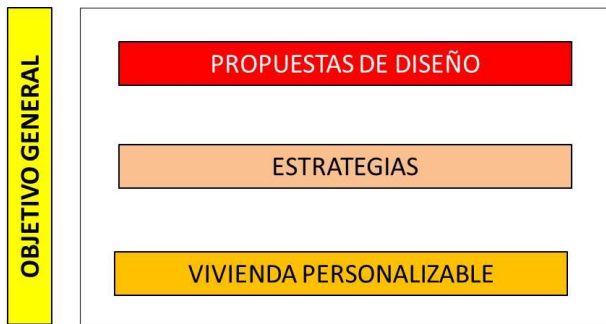 OBJETIVO GENERAL
PROPUESTAS DE DISEÑO
ESTRATEGIAS
VIVIENDA PERSONALIZABLE